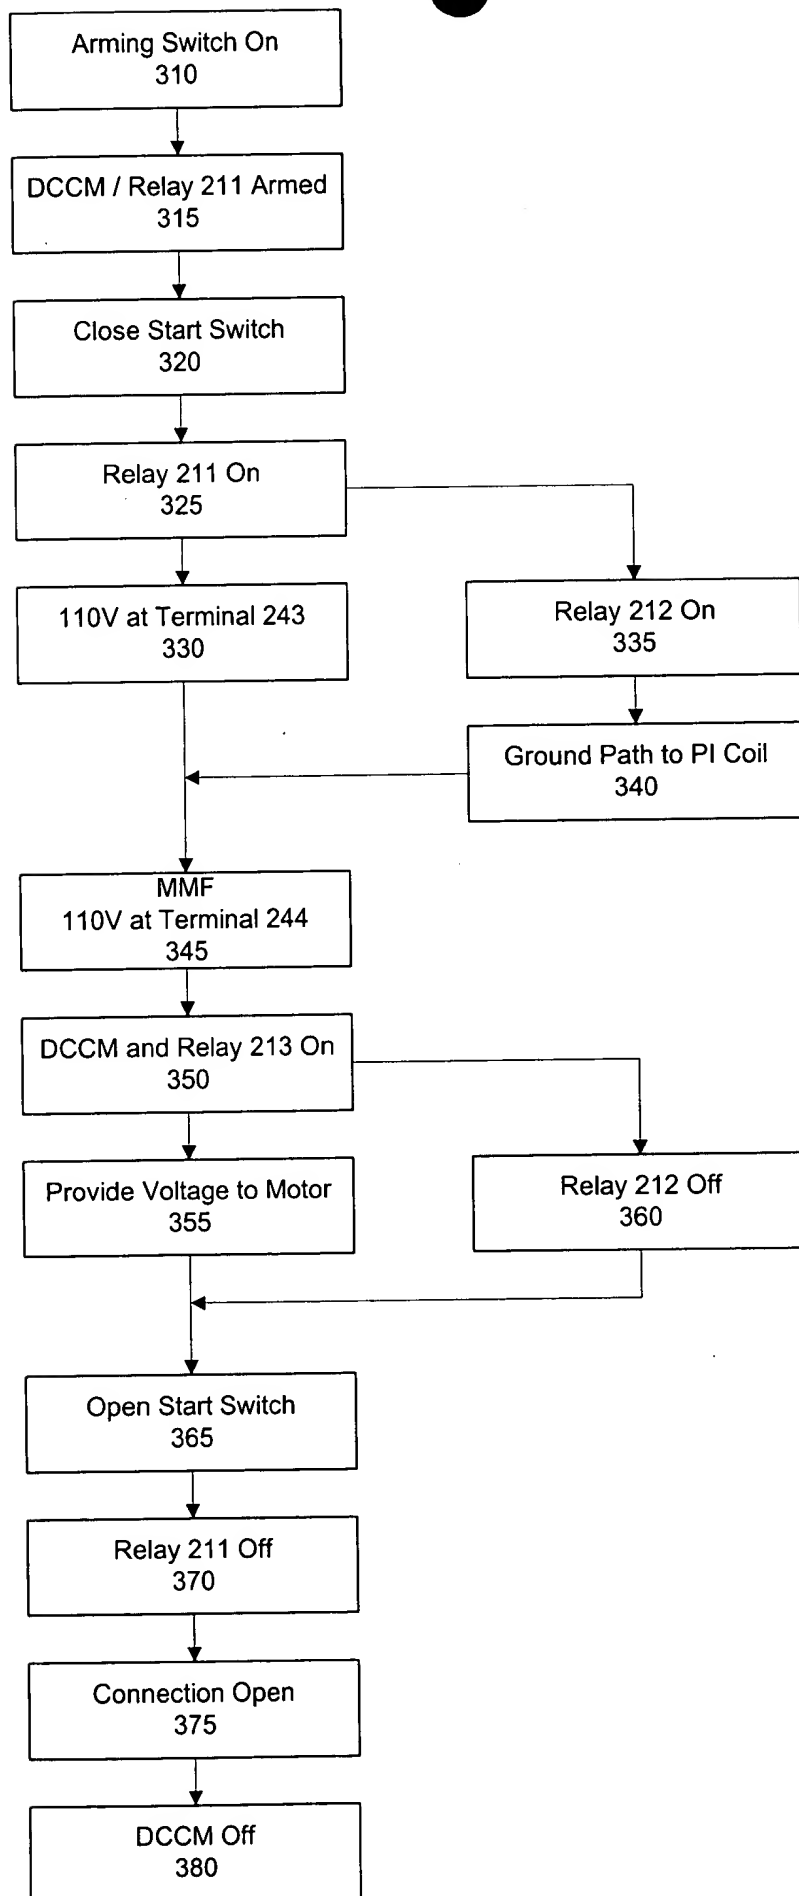 Arming Switch On
310
DCCM / Relay 211 Armed
315
Close Start Switch
320
Relay 211 On
325
110V at Terminal 243
330
Relay 212 On
335
Ground Path to PI Coil
340
MMF
110V at Terminal 244
345
DCCM and Relay 213 On
350
Provide Voltage to Motor
355
Relay 212 Off
360
Open Start Switch
365
Relay 211 Off
370
Connection Open
375
DCCM Off
380